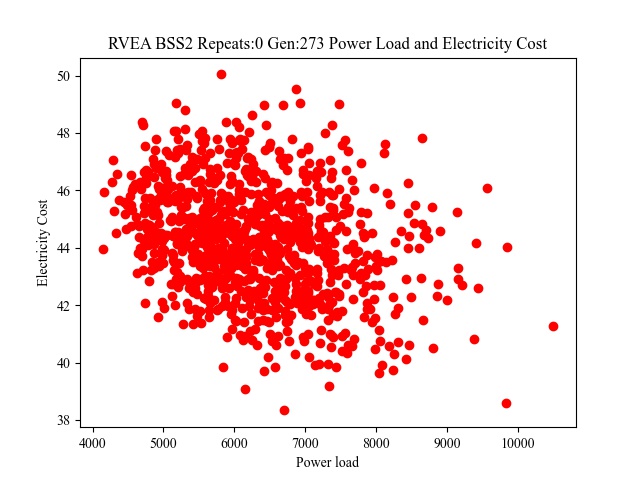 RVEA BSS2 Repeats:0 Gen:273 Power Load and Electricity Cost
50
48
46
44
42
40
38
Electricity Cost
4000 5000 6000 7000 8000 9000 10000
Power load